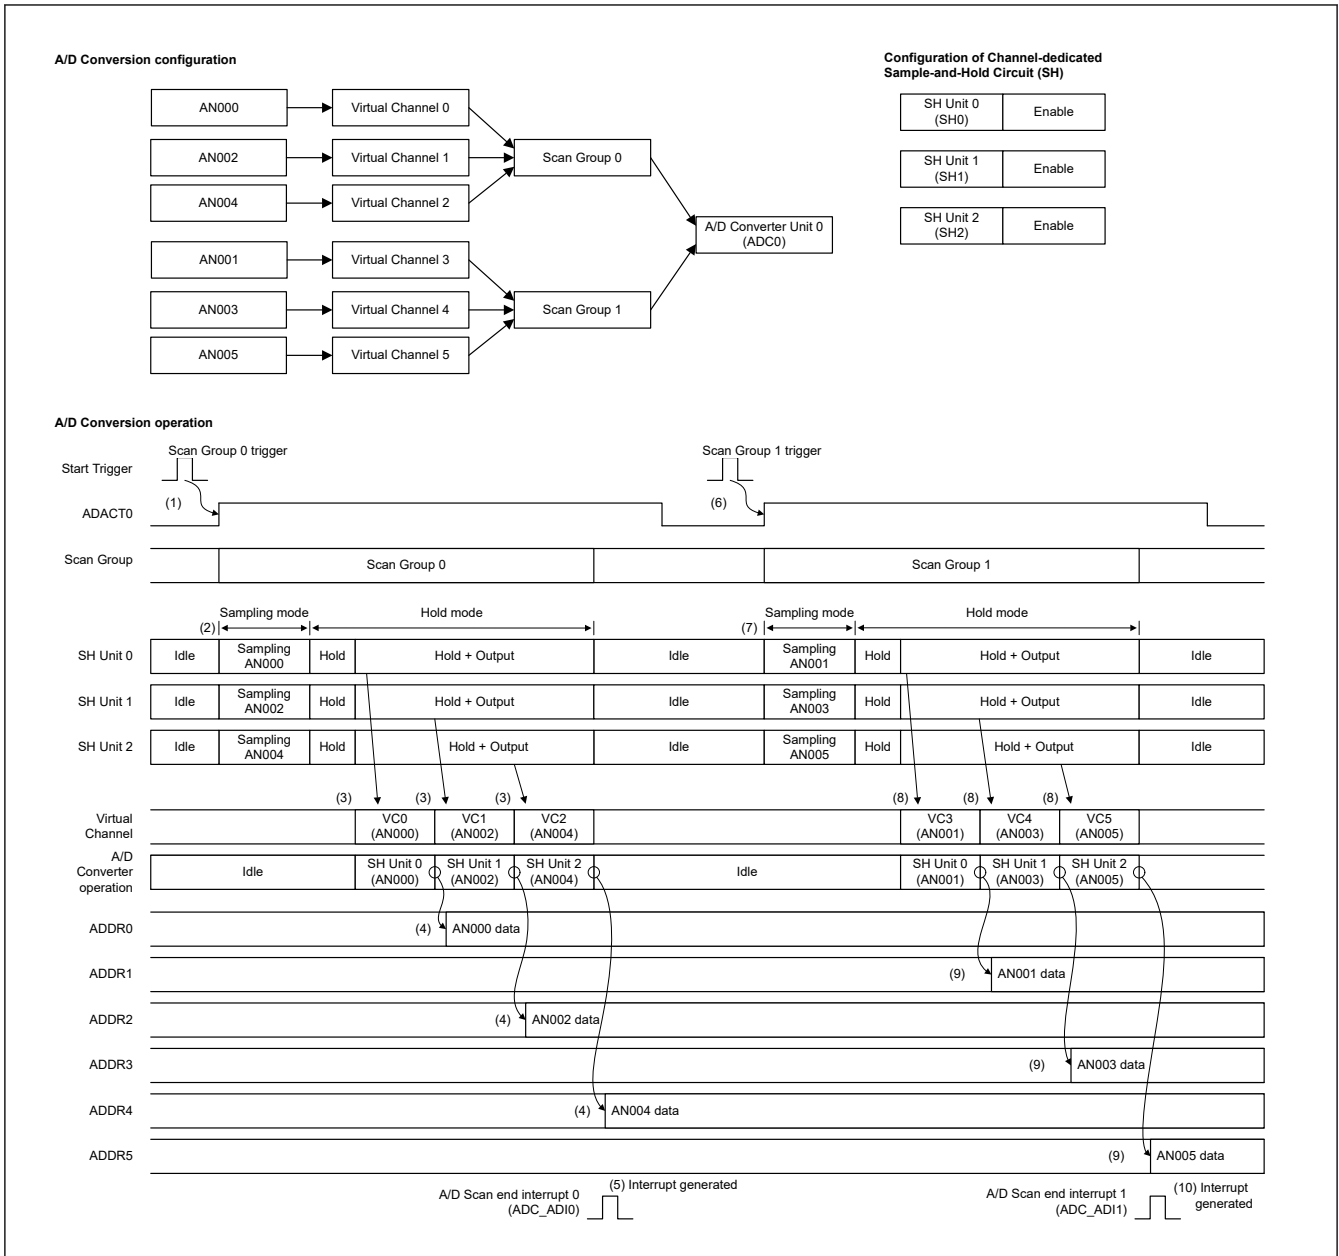 A/D Conversion configuration
Configuration of Channel-dedicated
Sample-and-Hold Circuit (SH)
AN000
Virtual Channel 0
AN002
Virtual Channel 1
Scan Group 0
AN004
Virtual Channel 2
AN001
Virtual Channel 3
AN003
Virtual Channel 4
Scan Group 1
AN005
Virtual Channel 5
A/D Converter Unit 0
(ADC0)
SH Unit 0
(SH0)
Enable
SH Unit 1
(SH1)
Enable
SH Unit 2
(SH2)
Enable
A/D Conversion operation
Scan Group 0 trigger
Scan Group 1 trigger
Start Trigger
(1)
(6)
ADACT0
Scan Group
Scan Group 0
Scan Group 1
Sampling mode
Hold mode
Sampling mode
Hold mode
(2)
(7)
SH Unit 0
Idle
Sampling
AN000
Hold
Hold + Output
Idle
Sampling
AN001
Hold
Hold + Output
Idle
SH Unit 1
Idle
Sampling
AN002
Hold
Hold + Output
Idle
Sampling
AN003
Hold
Hold + Output
Idle
SH Unit 2
Idle
Sampling
AN004
Hold
Hold + Output
Idle
Sampling
AN005
Hold
Hold + Output
Idle
(3)
(3)
(3)
(8)
(8)
(8)
Virtual
Channel
VC0
(AN000)
VC1
(AN002)
VC2
(AN004)
VC3
(AN001)
VC4
(AN003)
VC5
(AN005)
A/D
Converter
operation
Idle
SH Unit 0
(AN000)
SH Unit 1
(AN002)
SH Unit 2
(AN004)
Idle
SH Unit 0
(AN001)
SH Unit 1
(AN003)
SH Unit 2
(AN005)
ADDR0
(4)
AN000 data
ADDR1
(9)
AN001 data
ADDR2
(4)
AN002 data
ADDR3
(9)
AN003 data
ADDR4
(4)
AN004 data
ADDR5
(9)
AN005 data
A/D Scan end interrupt 0
(ADC_ADI0)
(5) Interrupt generated
A/D Scan end interrupt 1
(ADC_ADI1)
(10) Interrupt
generated